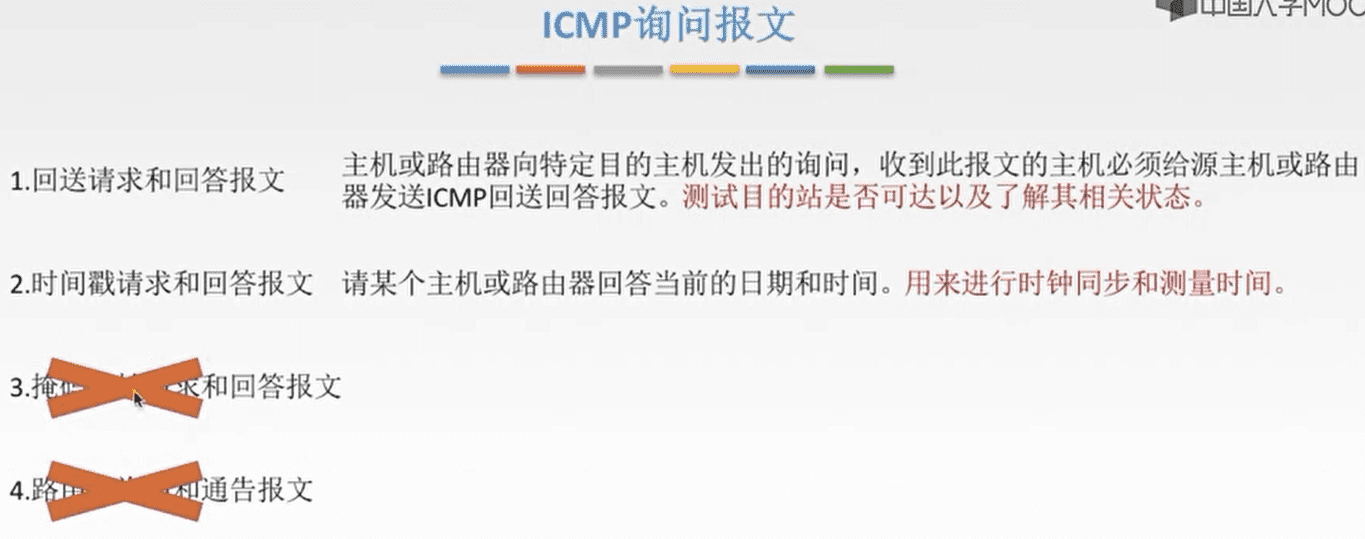 中国大学MOO
ICMP询问报文
1.回送请求和回答报文
主机或路由器向特定目的主机发出的询问，收到此报文的主机必须给源主机或路由
器发送ICMP回送回答报文。测试目的站是否可达以及了解其相关状态。
2.时间戳请求和回答报文
请某个主机或路由器回答当前的日期和时间。用来进行时钟同步和测量时间。
3.掩码求和回答报文
4.路由和通告报文